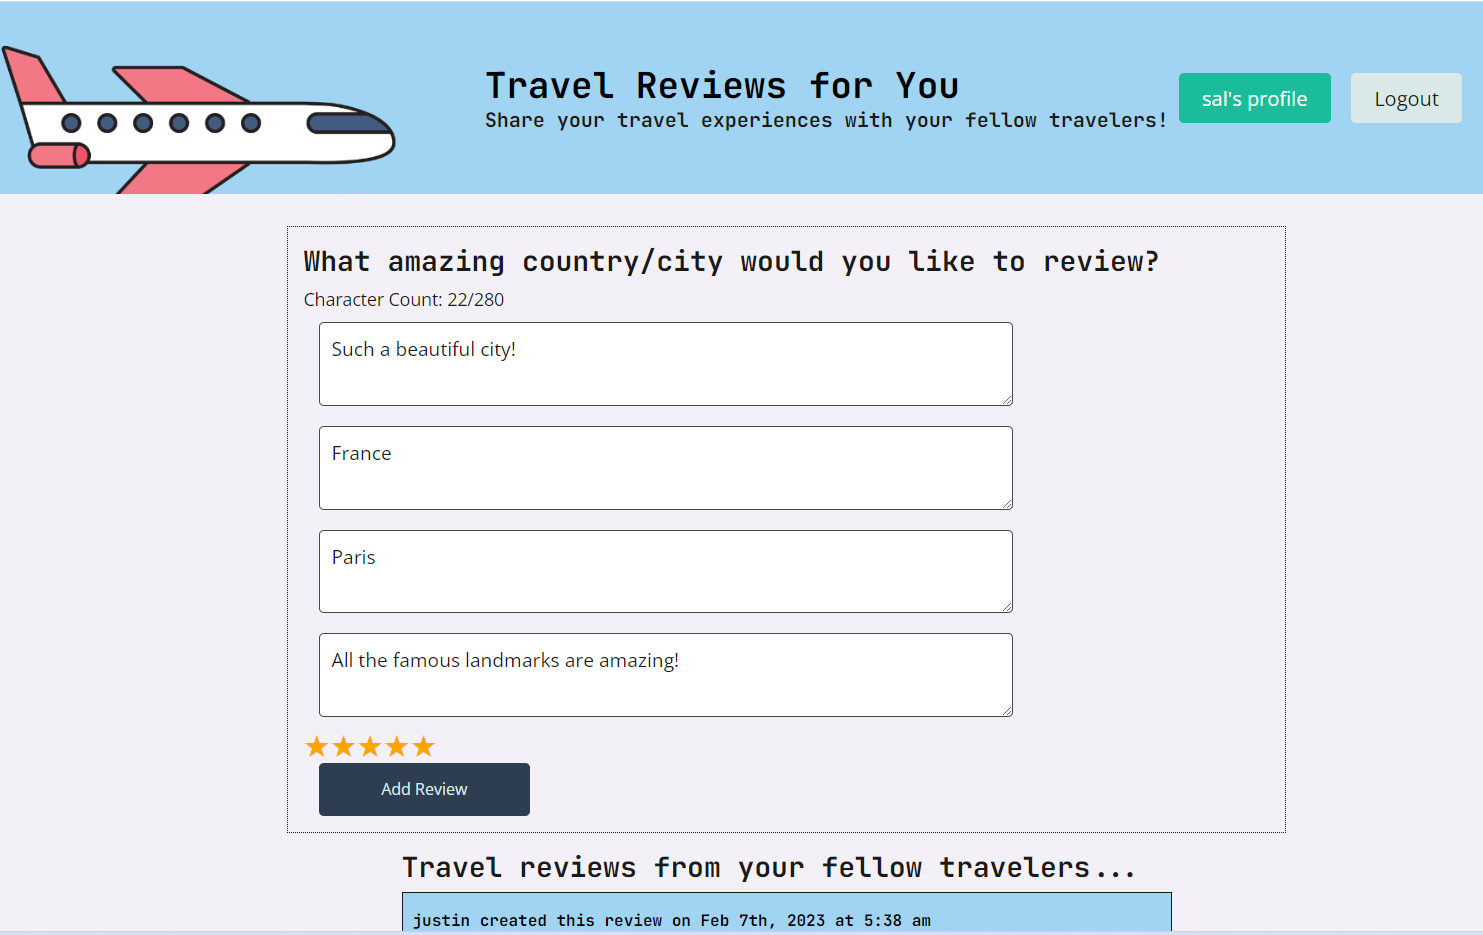 Travel Reviews for You
Share your travel experiences with your fellow travelers!
sal's profile
Logout
What amazing country/city would you like to review?
Character Count: 22/280
Such a beautiful city!
France
Paris
All the famous landmarks are amazing!
Add Review
Travel reviews from your fellow travelers...
justin created this review on Feb 7th, 2023 at 5:38 am